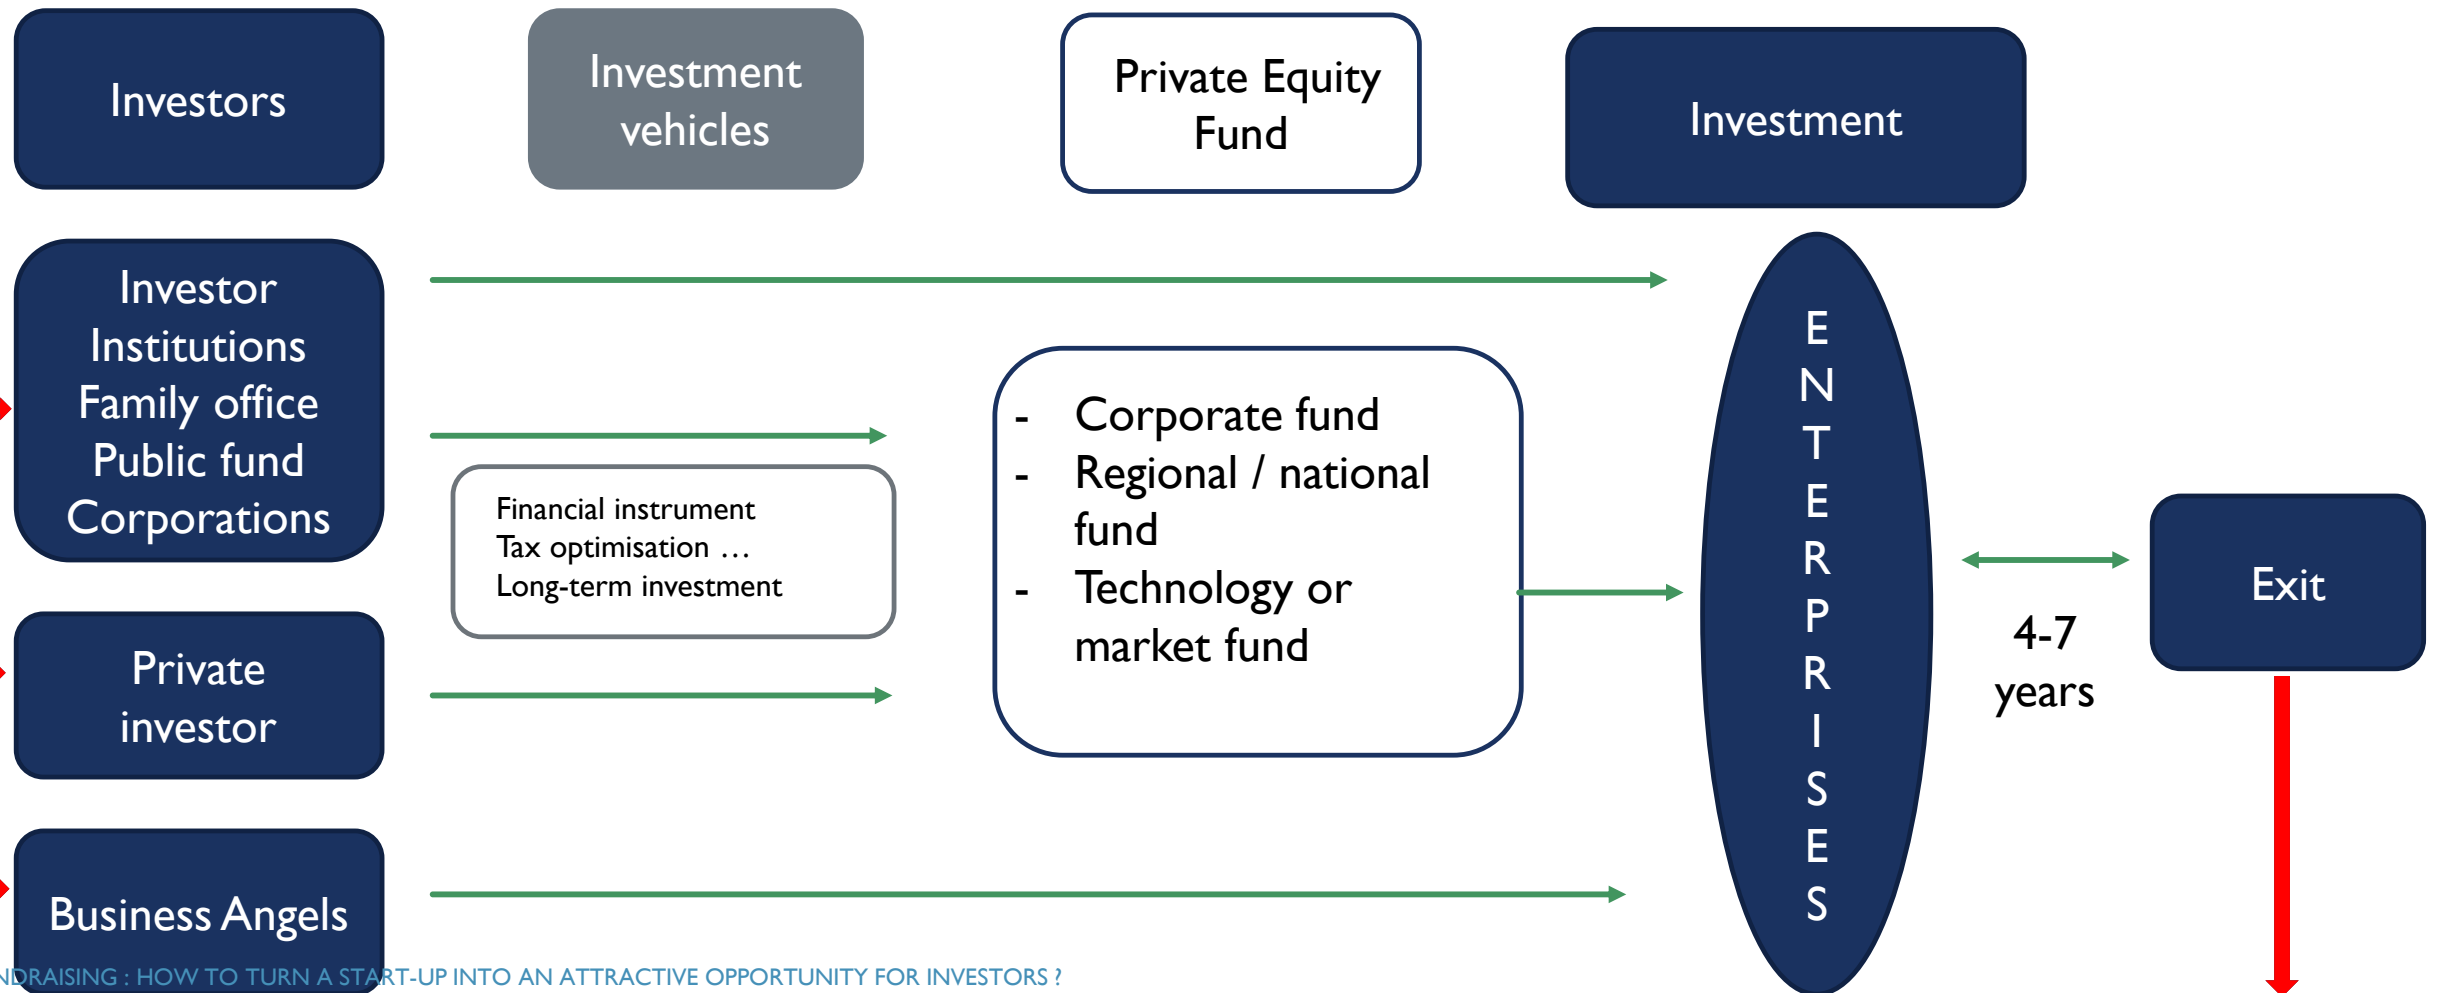 Investors
Investment
vehicles
Private Equity
Fund
Investment
Investor
Institutions
Family office
Public fund
Corporations
Private
investor
Business Angels
Financial instrument
Tax optimisation …
Long-term investment
- Corporate fund
- Regional / national
fund
- Technology or
market fund
E
N
T
E
R
P
R
I
S
E
S
4-7
years
Exit
NDRAISING : HOW TO TURN A START-UP INTO AN ATTRACTIVE OPPORTUNITY FOR INVESTORS ?